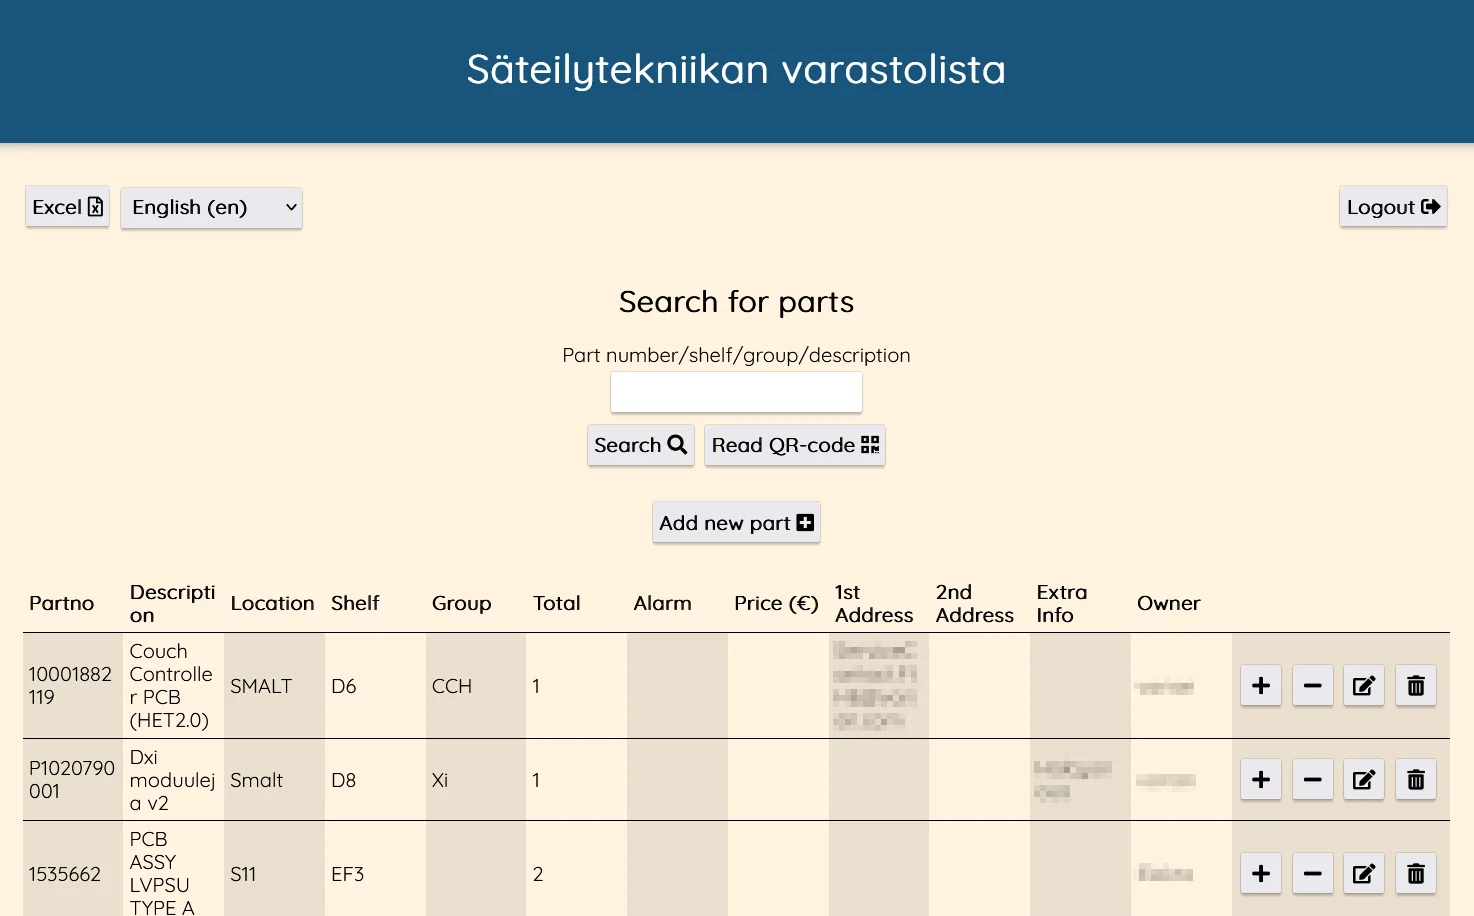 Säteilytekniikan varastolista
Excel
English (en)
Logout
Search for parts
Part number/shelf/group/description
Search
Read QR-code
Add new part
Partno Descripti Location Shelf Group Total Alarm Price (€) 1st 2nd Extra Owner
on Address Address Info
10001882 Couch SMALT D6 CCH 1
119 Controlle
r PCB
(HET2.0)
P1020790 Dxi Smalt D8 Xi 1
001 moduulej
a v2
1535662 PCB S11 EF3 2
ASSY
LVPSU
TYPE A